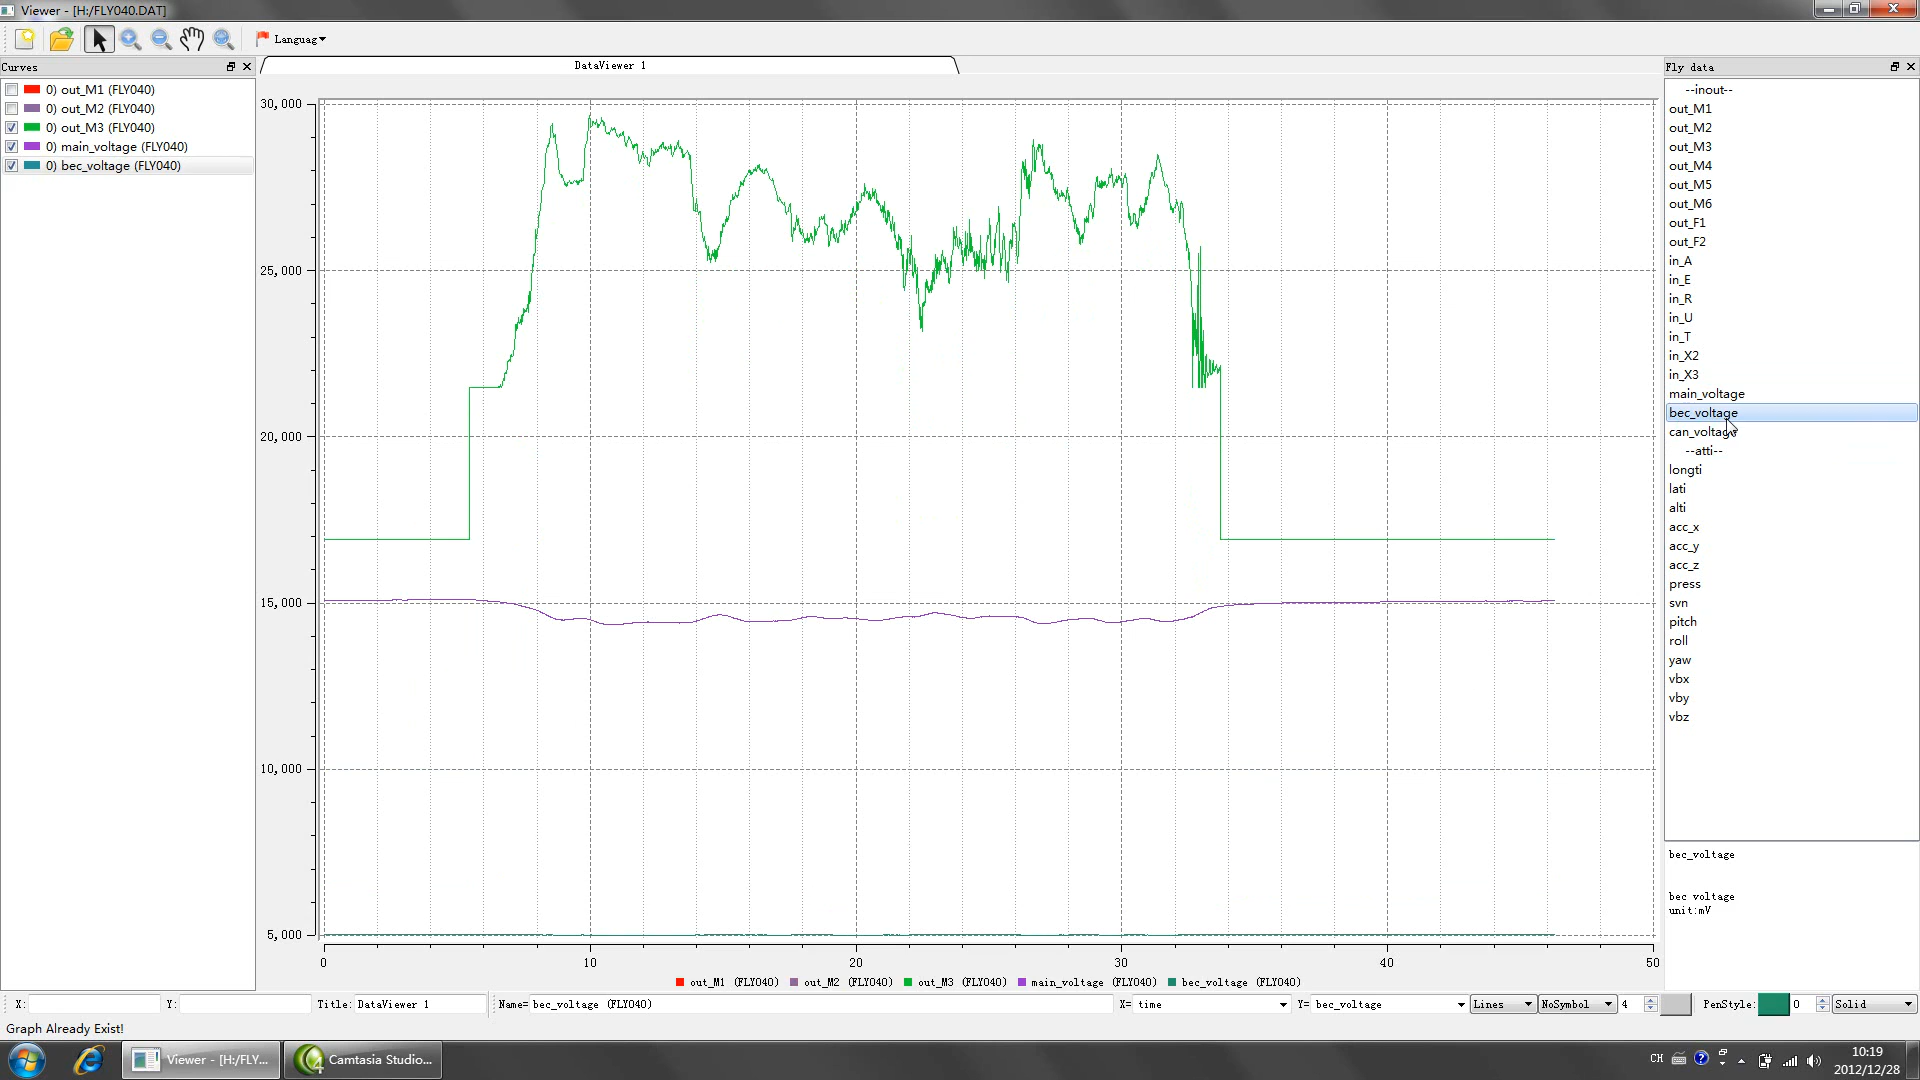 Viewer - [H:/FLY040.DAT]
Languag
Curves
DataViewer 1
Fly data
0) out_M1 (FLY040)
0) out_M2 (FLY040)
0) out_M3 (FLY040)
0) main_voltage (FLY040)
0) bec_voltage (FLY040)
30,000
25,000
20,000
15,000
10,000
5,000
0
10
20
30
40
50
out_M1 (FLY040)
out_M2 (FLY040)
out_M3 (FLY040)
main_voltage (FLY040)
bec_voltage (FLY040)
--inout--
out_M1
out_M2
out_M3
out_M4
out_M5
out_M6
out_F1
out_F2
in_A
in_E
in_R
in_U
in_T
in_X2
in_X3
main_voltage
bec_voltage
can_voltage
--atti--
longti
lati
alti
acc_x
acc_y
acc_z
press
svn
pitch
roll
yaw
vbx
vby
vbz
bec_voltage
bec voltage
unit:mV
X:
Y:
Title: DataViewer 1
Name= bec_voltage (FLY040)
X= time
Y= bec_voltage
Lines
NoSymbol
4
PenStyle:
0
Solid
Graph Already Exist!
Viewer - [H:/FLY...
Camtasia Studio...
CH
10:19
2012/12/28